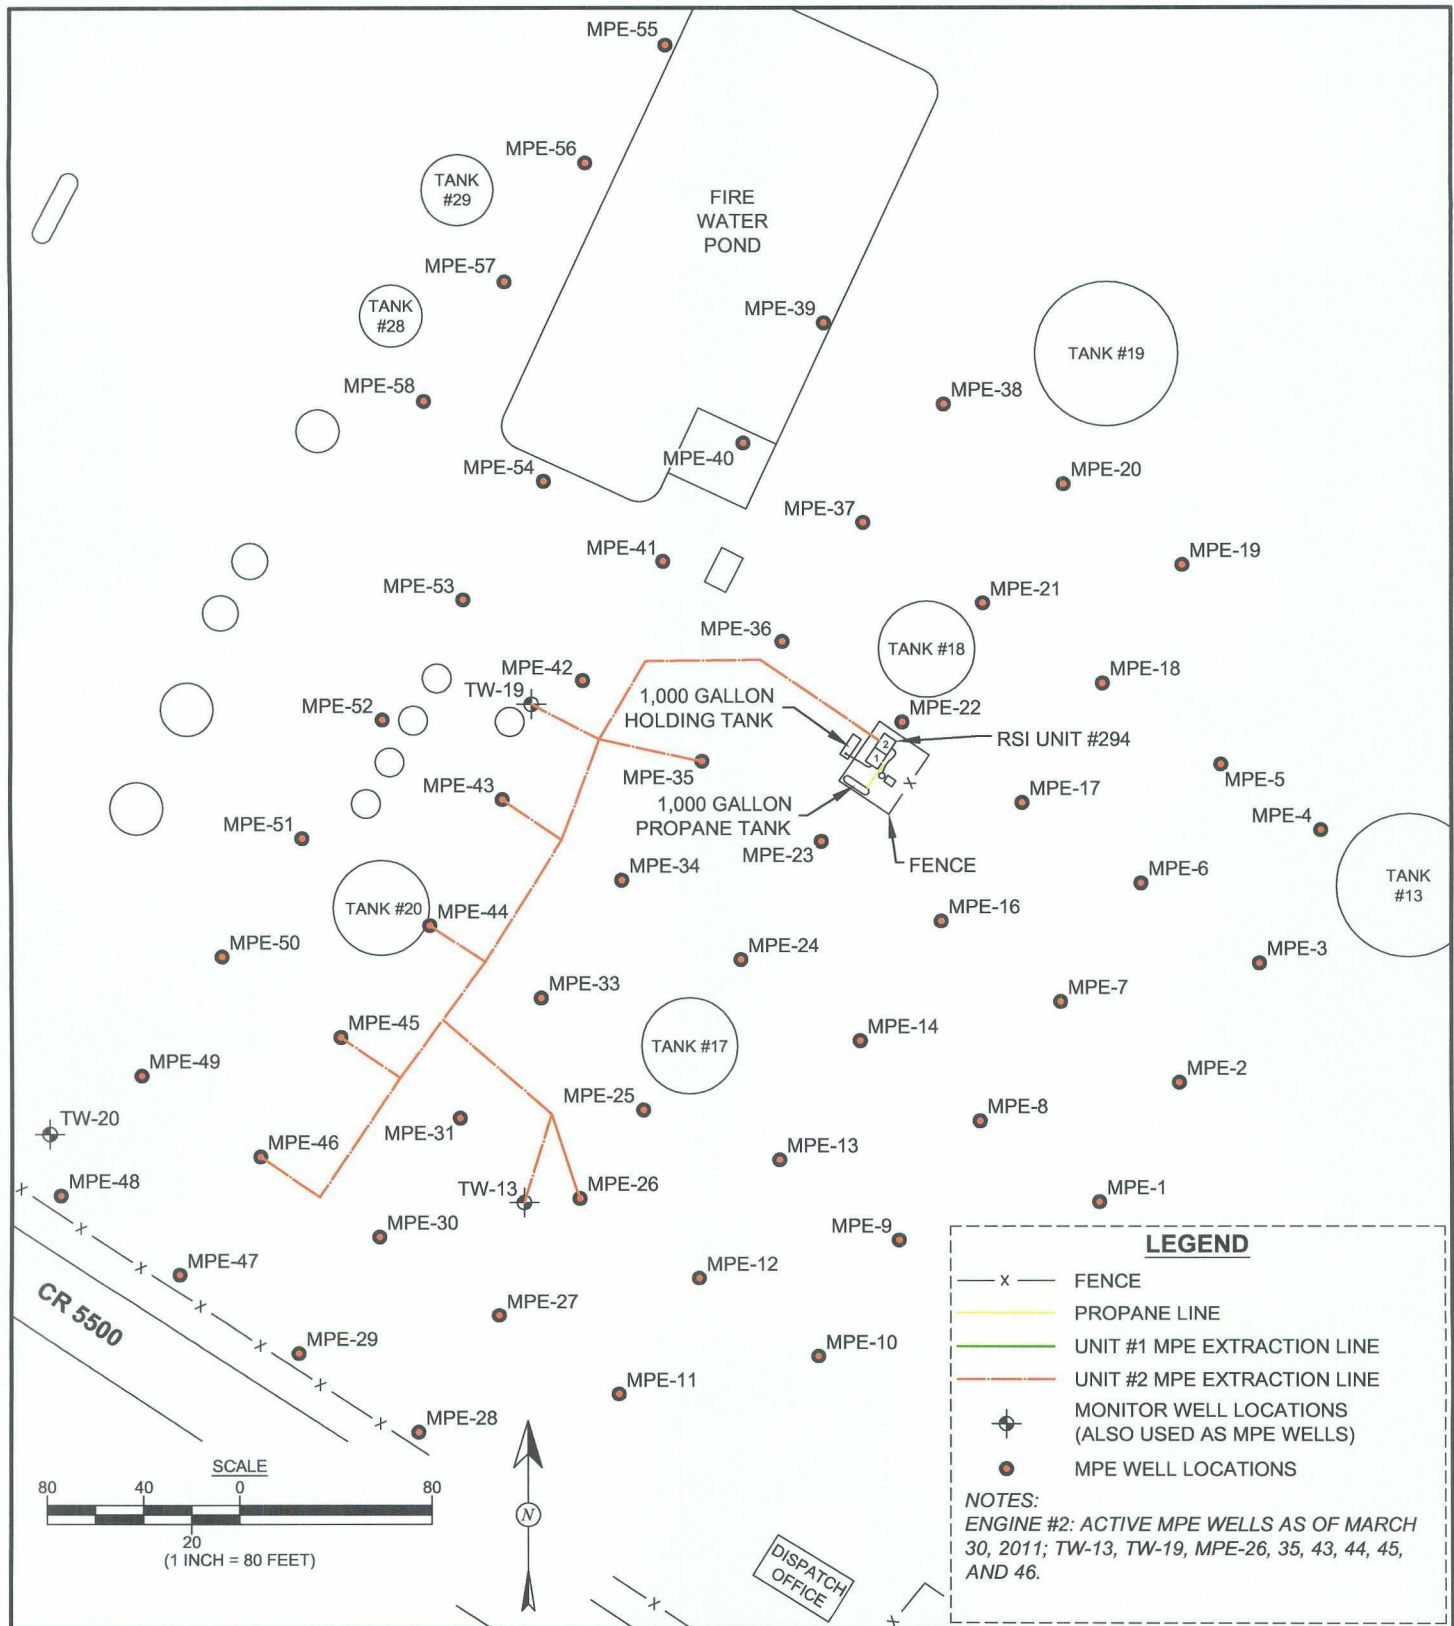 MPE-55
MPE-56
TANK
#29
FIRE
WATER
POND
MPE-57
TANK
#28
MPE-39
TANK #19
MPE-58
MPE-38
MPE-40
MPE-54
MPE-20
MPE-37
MPE-41
MPE-19
MPE-53
MPE-21
MPE-36
TANK #18
MPE-42
TW-19
MPE-18
1,000 GALLON
HOLDING TANK
MPE-52
MPE-22
2
1
RSI UNIT #294
MPE-35
MPE-5
MPE-43
X
MPE-17
1,000 GALLON
PROPANE TANK
MPE-4
MPE-51
MPE-23
FENCE
MPE-34
MPE-6
TANK
#13
TANK #20
MPE-44
MPE-16
MPE-50
MPE-24
MPE-3
MPE-33
MPE-7
MPE-45
MPE-14
TANK #17
MPE-49
MPE-2
MPE-25
TW-20
MPE-31
MPE-8
MPE-46
MPE-13
MPE-48
X
TW-13
MPE-26
MPE-1
X
MPE-30
MPE-9
MPE-47
X
MPE-12
X
CR 5500
MPE-27
X
MPE-29
MPE-10
X
MPE-11
X
MPE-28
LEGEND
X FENCE
PROPANE LINE
UNIT #1 MPE EXTRACTION LINE
UNIT #2 MPE EXTRACTION LINE
MONITOR WELL LOCATIONS
(ALSO USED AS MPE WELLS)
MPE WELL LOCATIONS
NOTES:
ENGINE #2: ACTIVE MPE WELLS AS OF MARCH
30, 2011; TW-13, TW-19, MPE-26, 35, 43, 44, 45,
AND 46.
SCALE
80 40 0 80
20
(1 INCH = 80 FEET)
N
DISPATCH
OFFICE
X
X